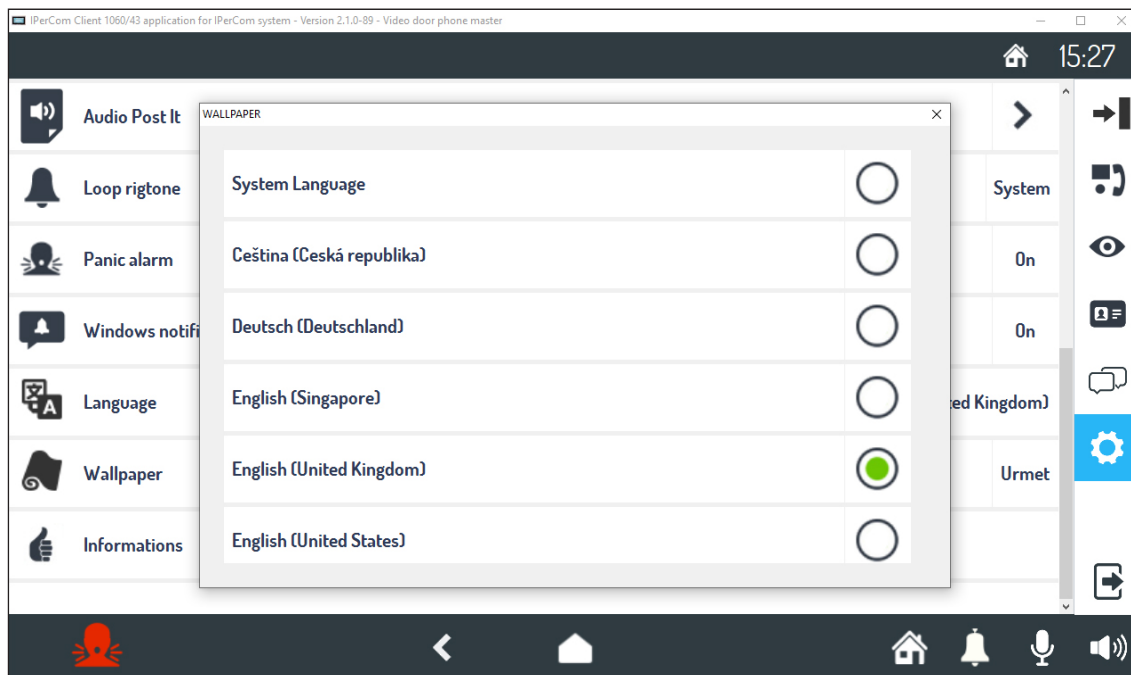 IPerCom Client 1060/43 application for IPerCom system - Version 2.1.0-89 - Video door phone master
15:27
Audio Post It
WALLPAPER
System Language
Loop rigtone
System
Čeština (Ceská republika)
Panic alarm
On
Deutsch (Deutschland)
Windows notifi
On
English (Singapore)
Language
ed Kingdom)
English (United Kingdom)
Wallpaper
Urmet
English (United States)
Informations